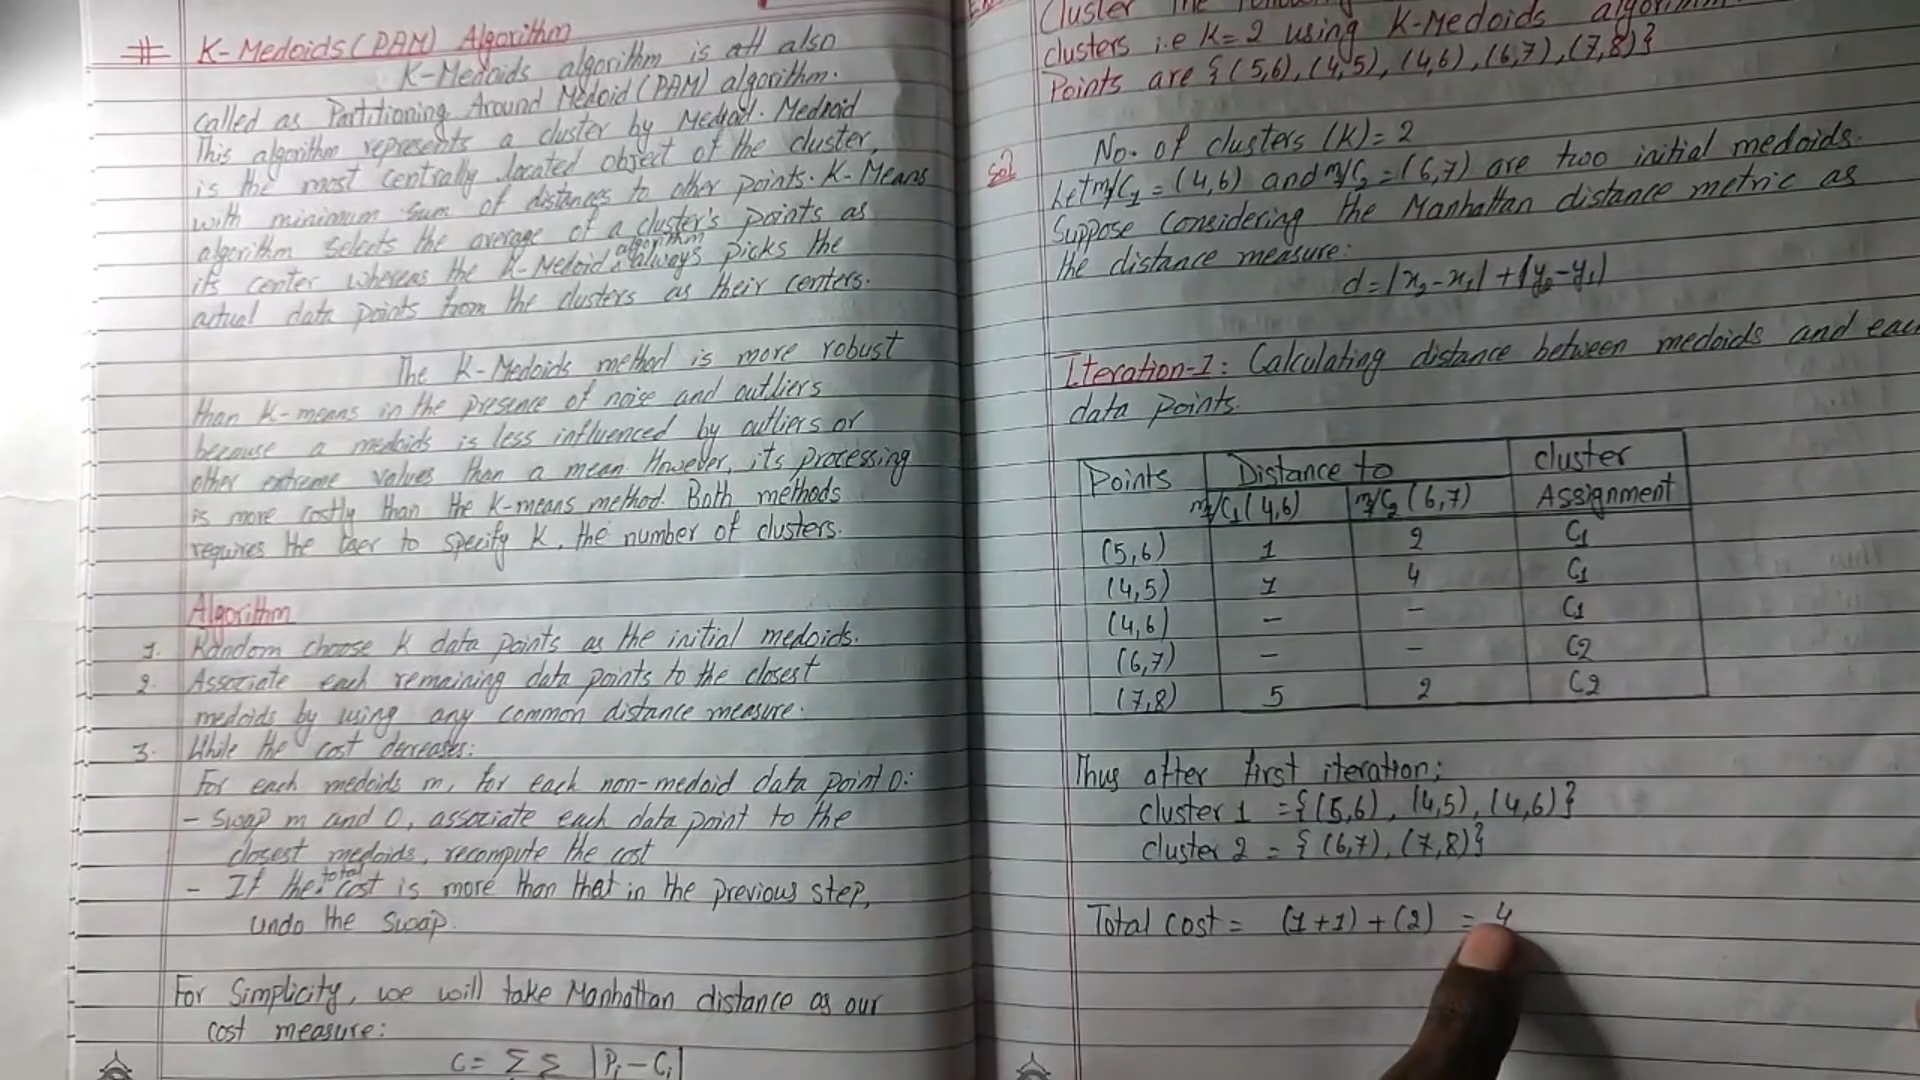 # K-Medoids (PAM) Algorithm
K-Medoids algorithm is also
called as Partitioning Around Medoid (PAM) algorithm.
This algorithm represents a cluster by Medoid. Medoid
is the most centrally located object of the cluster,
with minimum sum of distances to other points. K-Means
algorithm selects the average of a cluster's points as
its center whereas the K-Medoid algorithm always picks the
actual data points from the clusters as their centers.
The K-Medoids method is more robust
than K-means in the presence of noise and outliers
because a medoids is less influenced by outliers or
other extreme values than a mean. However, its processing
is more costly than the K-means method. Both methods
requires the user to specify K, the number of clusters.
Algorithm
1. Random choose K data points as the initial medoids.
2. Associate each remaining data points to the closest
medoids by using any common distance measure.
3. While the cost decreases:
For each medoids m, for each non-medoid data point O:
- Swap m and O, associate each data point to the
closest medoids, recompute the cost
- If the total cost is more than that in the previous step,
undo the swap.
For Simplicity, we will take Manhattan distance as our
cost measure:
C = Σ Σ |Pi - Ci|
Cluster the following
clusters i.e K=2 using K-Medoids algorithm
Points are {(5,6), (4,5), (4,6), (6,7), (7,8)}
Sol
No. of clusters (K) = 2
Let m/C1 = (4,6) and m/C2 = (6,7) are two initial medoids.
Suppose Considering the Manhattan distance metric as
the distance measure:
d = |x2-x1| + |y2-y1|
Iteration-1: Calculating distance between medoids and each
data points.
Points Distance to cluster
m/C1 (4,6) m/C2 (6,7) Assignment
(5,6) 1 2 C1
(4,5) 1 4 C1
(4,6) - - C1
(6,7) - - C2
(7,8) 5 2 C2
Thus after first iteration:
cluster 1 = {(5,6), (4,5), (4,6)}
cluster 2 = {(6,7), (7,8)}
Total cost = (1+1) + (2) = 4